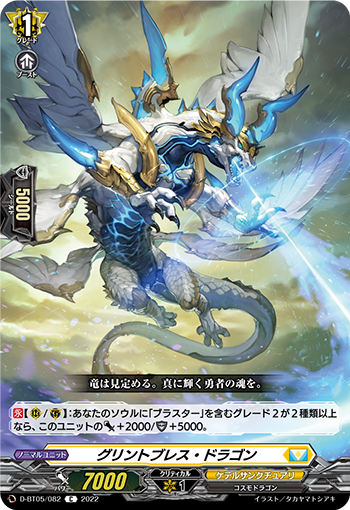 1
グレード
ブースト
5000
シールド
竜は見定める。真に輝く勇者の魂を。
永【/】:あなたのソウルに「ブラスター」を含むグレード2が2種類以上
なら、このユニットの+2000/+5000。
ノーマルユニット
グリントブレス・ドラゴン
パワー 7000
クリティカル
1
ケテルサンクチュアリ
コスモドラゴン
D-BT05/082 C 2022
イラスト/タカヤマトシアキ